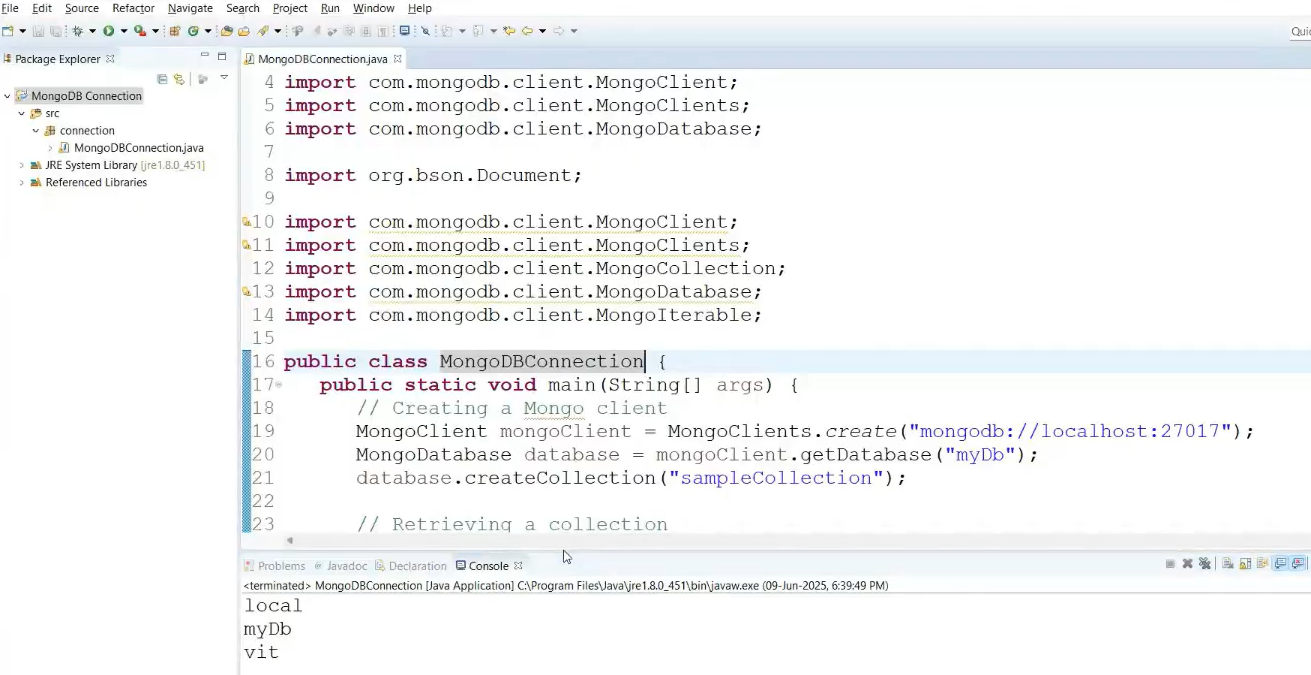 File Edit Source Refactor Navigate Search Project Run Window Help
Package Explorer
MongoDB Connection
src
connection
MongoDBConnection.java
JRE System Library [jre1.8.0_451]
Referenced Libraries
MongoDBConnection.java
4 import com.mongodb.client.MongoClient;
5 import com.mongodb.client.MongoClients;
6 import com.mongodb.client.MongoDatabase;
7
8 import org.bson.Document;
9
10 import com.mongodb.client.MongoClient;
11 import com.mongodb.client.MongoClients;
12 import com.mongodb.client.MongoCollection;
13 import com.mongodb.client.MongoDatabase;
14 import com.mongodb.client.MongoIterable;
15
16 public class MongoDBConnection {
17 public static void main(String[] args) {
18 // Creating a Mongo client
19 MongoClient mongoClient = MongoClients.create("mongodb://localhost:27017");
20 MongoDatabase database = mongoClient.getDatabase("myDb");
21 database.createCollection("sampleCollection");
22
23 // Retrieving a collection
Problems Javadoc Declaration Console
<terminated> MongoDBConnection [Java Application] C:\Program Files\Java\jre1.8.0_451\bin\javaw.exe (09-Jun-2025, 6:39:49 PM)
local
myDb
vit